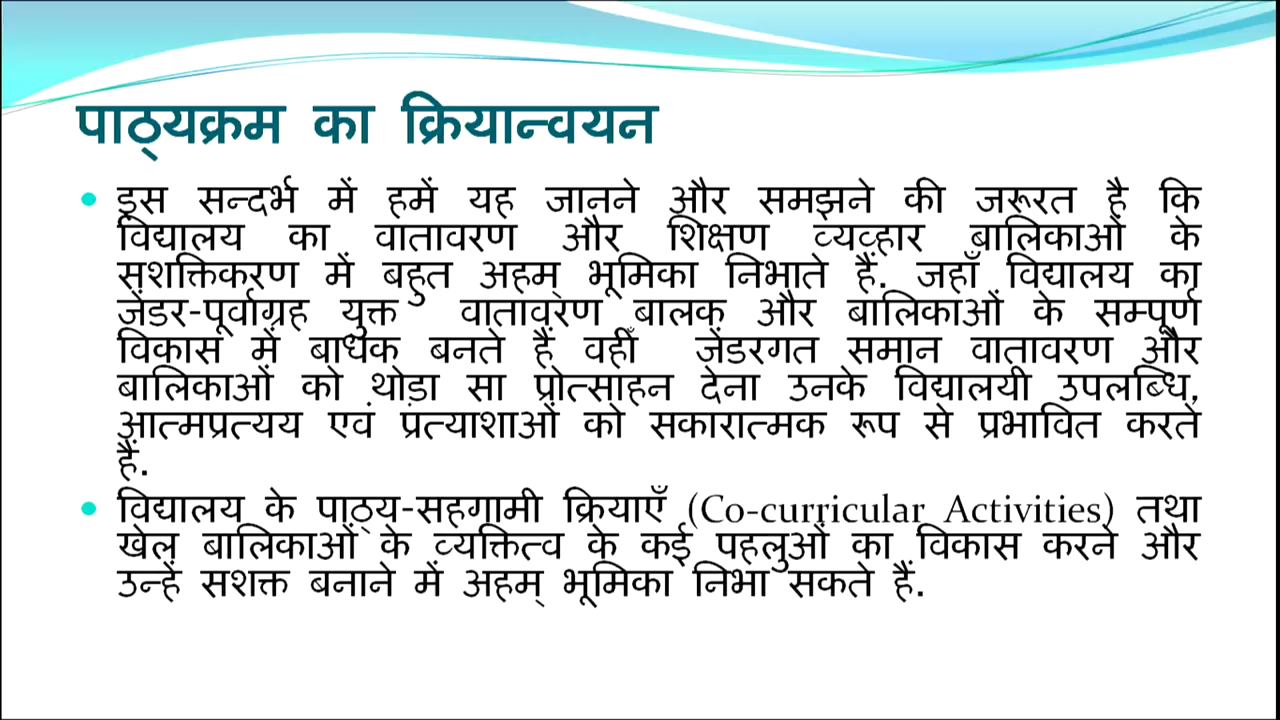 पाठ्यक्रम का क्रियान्वयन
इस सन्दर्भ में हमें यह जानने और समझने की जरूरत है कि
विद्यालय का वातावरण और शिक्षण व्यव्हार बालिकाओं के
सशक्तिकरण में बहुत अहम् भूमिका निभाते हैं. जहाँ विद्यालय का
जेंडर-पूर्वाग्रह युक्त वातावरण बालक और बालिकाओं के सम्पूर्ण
विकास में बाधक बनते हैं वहीँ जेंडरगत समान वातावरण और
बालिकाओं को थोड़ा सा प्रोत्साहन देना उनके विद्यालयी उपलब्धि,
आत्मप्रत्यय एवं प्रत्याशाओं को सकारात्मक रूप से प्रभावित करते
हैं.
विद्यालय के पाठ्य-सहगामी क्रियाएँ (Co-curricular Activities) तथा
खेल बालिकाओं के व्यक्तित्व के कई पहलुओं का विकास करने और
उन्हें सशक्त बनाने में अहम् भूमिका निभा सकते हैं.